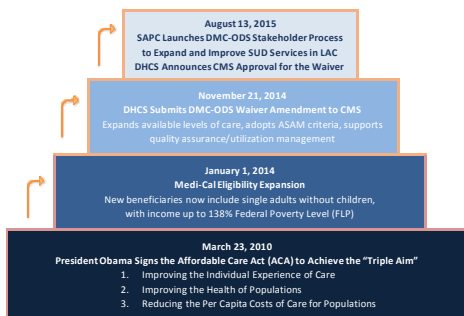 August 13, 2015
SAPC Launches DMC-ODS Stakeholder Process
to Expand and Improve SUD Services in LAC
DHCS Announces CMS Approval for the Waiver
November 21, 2014
DHCS Submits DMC-ODS Waiver Amendment to CMS
Expands available levels of care, adopts ASAM criteria, supports
quality assurance/utilization management
January 1, 2014
Medi-Cal Eligibility Expansion
New beneficiaries now include single adults without children,
with income up to 138% Federal Poverty Level (FLP)
March 23, 2010
President Obama Signs the Affordable Care Act (ACA) to Achieve the “Triple Aim”
1. Improving the Individual Experience of Care
2. Improving the Health of Populations
3. Reducing the Per Capita Costs of Care for Populations